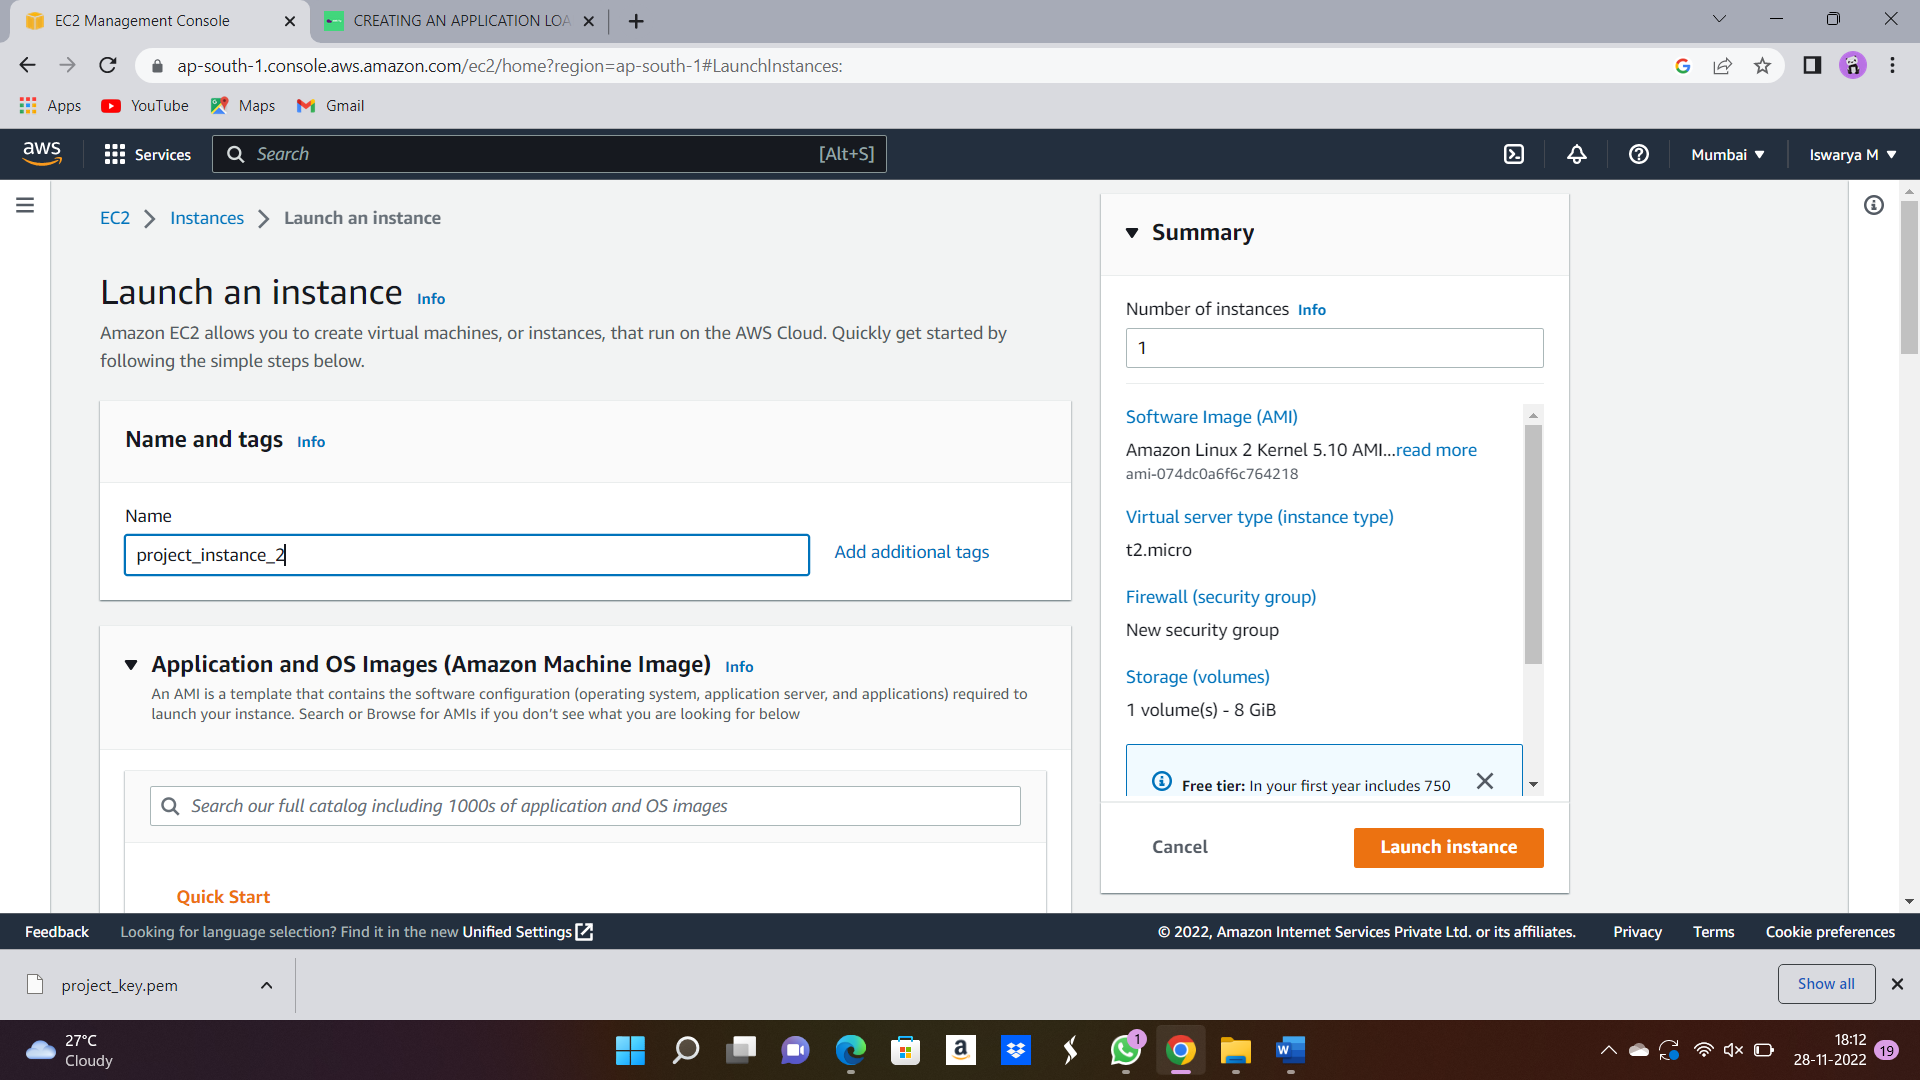 EC2 Management Console
CREATING AN APPLICATION LOA
ap-south-1.console.aws.amazon.com/ec2/home?region=ap-south-1#LaunchInstances:
Apps YouTube Maps Gmail
aws Services Search [Alt+S] Mumbai Iswarya M
EC2 Instances Launch an instance
Launch an instance Info
Amazon EC2 allows you to create virtual machines, or instances, that run on the AWS Cloud. Quickly get started by
following the simple steps below.
Name and tags Info
Name
project_instance_2
Add additional tags
Application and OS Images (Amazon Machine Image) Info
An AMI is a template that contains the software configuration (operating system, application server, and applications) required to
launch your instance. Search or Browse for AMIs if you don't see what you are looking for below
Search our full catalog including 1000s of application and OS images
Quick Start
Summary
Number of instances Info
1
Software Image (AMI)
Amazon Linux 2 Kernel 5.10 AMI...read more
ami-074dc0a6f6c764218
Virtual server type (instance type)
t2.micro
Firewall (security group)
New security group
Storage (volumes)
1 volume(s) - 8 GiB
Free tier: In your first year includes 750
Cancel
Launch instance
Feedback Looking for language selection? Find it in the new Unified Settings
© 2022, Amazon Internet Services Private Ltd. or its affiliates. Privacy Terms Cookie preferences
project_key.pem
Show all
27°C
Cloudy
1
18:12
28-11-2022
19